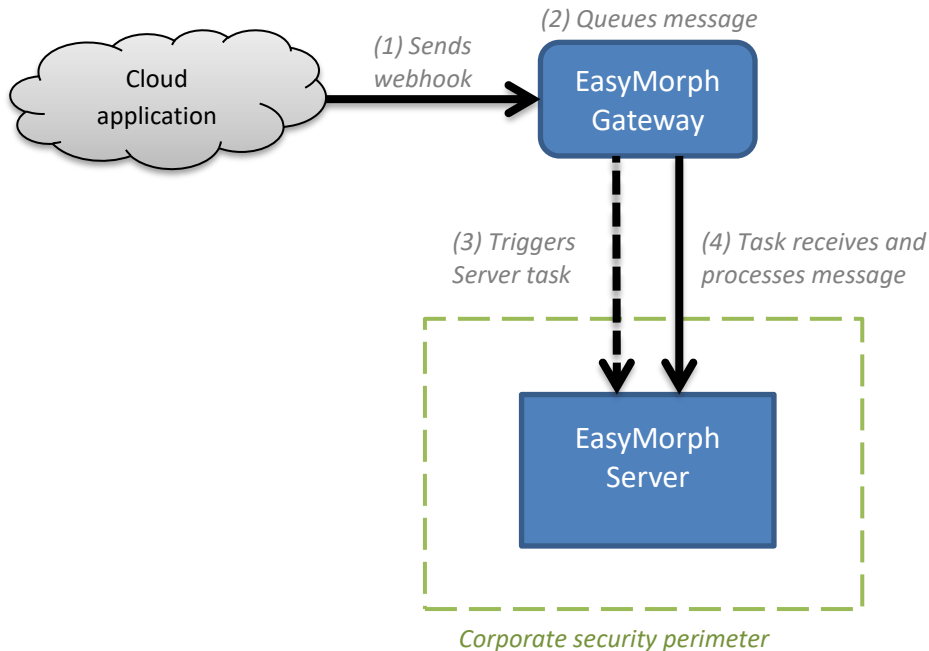 (2) Queues message
(1) Sends
webhook
Cloud
application
EasyMorph
Gateway
(3) Triggers
Server task
(4) Task receives and
processes message
EasyMorph
Server
Corporate security perimeter